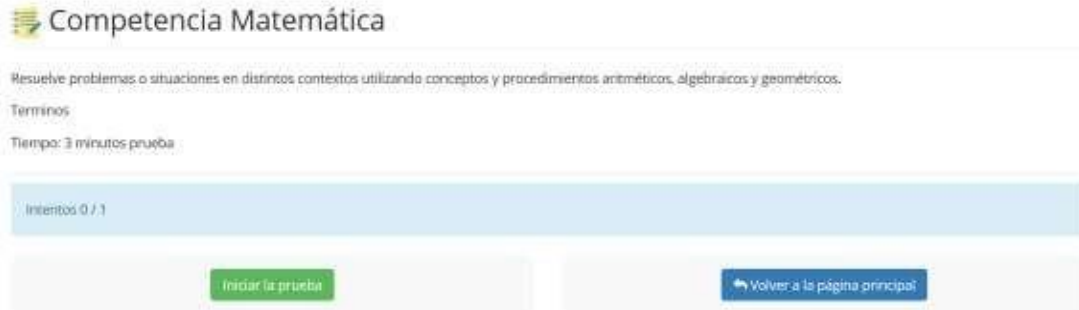 Competencia Matemática
Resuelve problemas o situaciones en distintos contextos utilizando conceptos y procedimientos aritméticos, algebraicos y geométricos.
Terminos
Tiempo: 3 minutos prueba
Intentos 0 / 1
Iniciar la prueba
Volver a la página principal